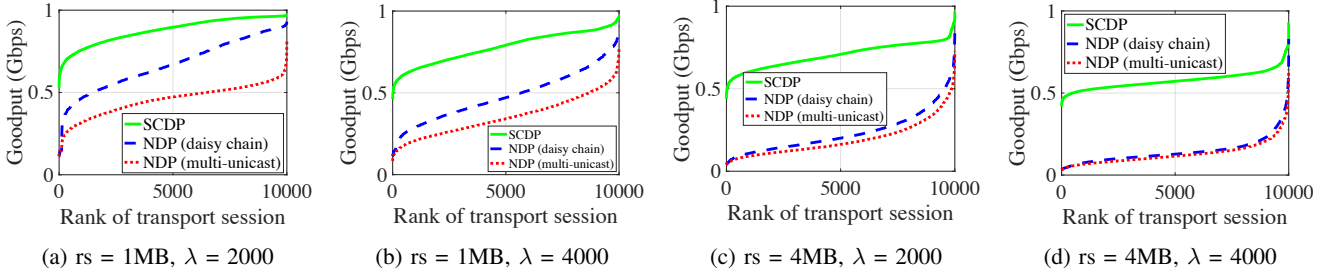 Goodput (Gbps)
1
0.5
0
0
5000
10000
SCDP
NDP (daisy chain)
NDP (multi-unicast)
Rank of transport session
(a) rs = 1MB, λ = 2000
Goodput (Gbps)
1
0.5
0
0
5000
10000
SCDP
NDP (daisy chain)
NDP (multi-unicast)
Rank of transport session
(b) rs = 1MB, λ = 4000
Goodput (Gbps)
1
0.5
0
0
5000
10000
SCDP
NDP (daisy chain)
NDP (multi-unicast)
Rank of transport session
(c) rs = 4MB, λ = 2000
Goodput (Gbps)
1
0.5
0
0
5000
10000
SCDP
NDP (daisy chain)
NDP (multi-unicast)
Rank of transport session
(d) rs = 4MB, λ = 4000